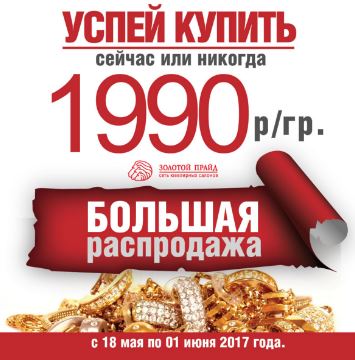 УСПЕЙ КУПИТЬ
сейчас или никогда
1990 р/гр.
ЗОЛОТОЙ ПРАЙД
сеть ювелирных салонов
БОЛЬШАЯ
распродажа
с 18 мая по 01 июня 2017 года.